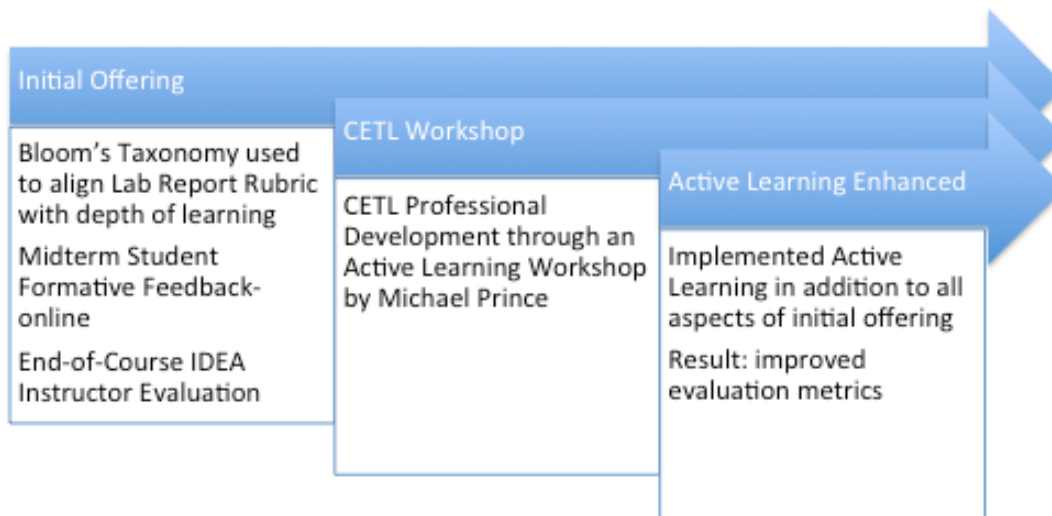 Initial Offering
Bloom’s Taxonomy used
to align Lab Report Rubric
with depth of learning
Midterm Student
Formative Feedback-
online
End-of-Course IDEA
Instructor Evaluation
CETL Workshop
CETL Professional
Development through an
Active Learning Workshop
by Michael Prince
Active Learning Enhanced
Implemented Active
Learning in addition to all
aspects of initial offering
Result: improved
evaluation metrics